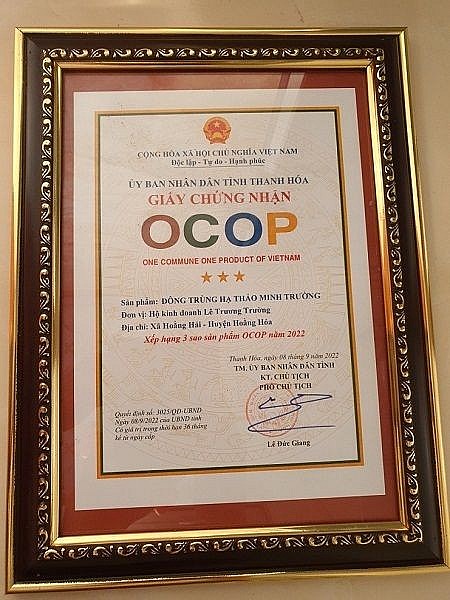 CỘNG HÒA XÃ HỘI CHỦ NGHĨA VIỆT NAM
Độc lập - Tự do - Hạnh phúc
ỦY BAN NHÂN DÂN TỈNH THANH HÓA
GIẤY CHỨNG NHẬN
OCOP
ONE COMMUNE ONE PRODUCT OF VIETNAM
Sản phẩm: ĐÔNG TRÙNG HẠ THẢO MINH TRƯỜNG
Đơn vị: Hộ kinh doanh Lê Trương Trường
Địa chỉ: Xã Hoằng Hải - Huyện Hoằng Hóa
Xếp hạng 3 sao sản phẩm OCOP năm 2022
Thanh Hóa, ngày 08 tháng 9 năm 2022
TM. ỦY BAN NHÂN DÂN TỈNH
KT. CHỦ TỊCH
PHÓ CHỦ TỊCH
Quyết định số: 3025/QĐ-UBND
Ngày 08/9/2022 của UBND tỉnh
Có giá trị trong thời hạn 36 tháng
kể từ ngày cấp
Lê Đức Giang